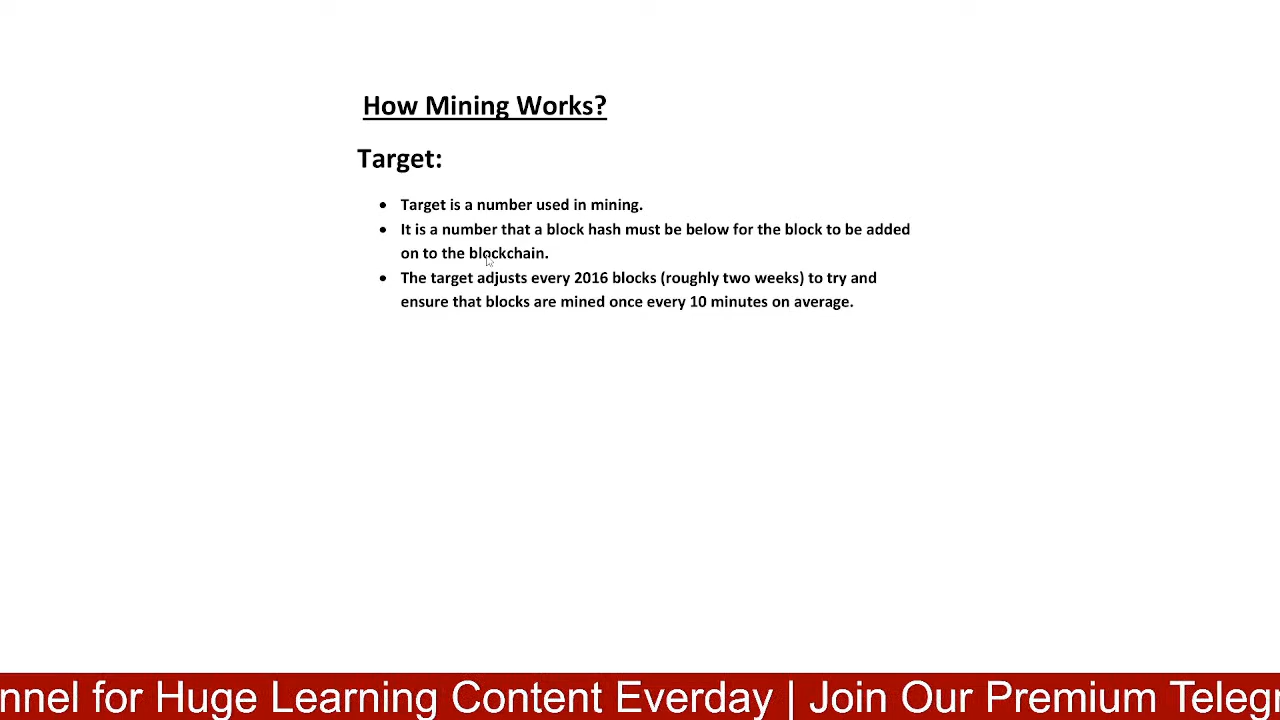 How Mining Works?
Target:
• Target is a number used in mining.
• It is a number that a block hash must be below for the block to be added
on to the blockchain.
• The target adjusts every 2016 blocks (roughly two weeks) to try and
ensure that blocks are mined once every 10 minutes on average.
nnel for Huge Learning Content Everday | Join Our Premium Telegr